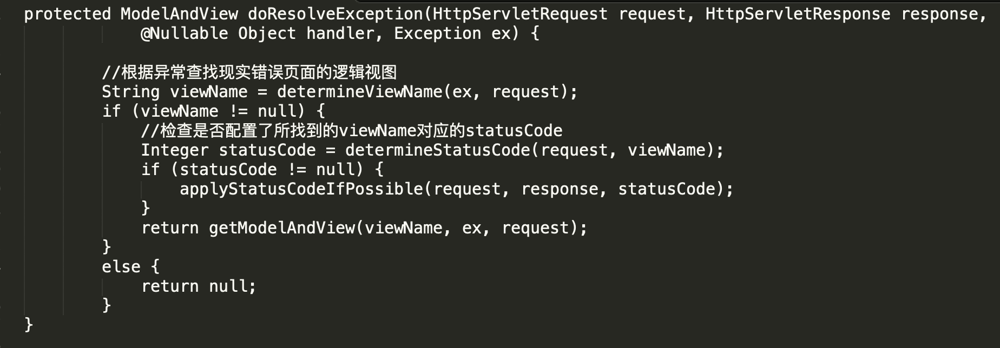 protected ModelAndView doResolveException(HttpServletRequest request, HttpServletResponse response,
@Nullable Object handler, Exception ex) {
//根据异常查找现实错误页面的逻辑视图
String viewName = determineViewName(ex, request);
if (viewName != null) {
//检查是否配置了所找到的viewName对应的statusCode
Integer statusCode = determineStatusCode(request, viewName);
if (statusCode != null) {
applyStatusCodeIfPossible(request, response, statusCode);
}
return getModelAndView(viewName, ex, request);
}
else {
return null;
}
}